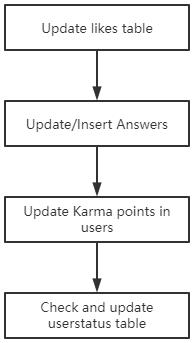 Update likes table
Update/Insert Answers
Update Karma points in
users
Check and update
userstatus table